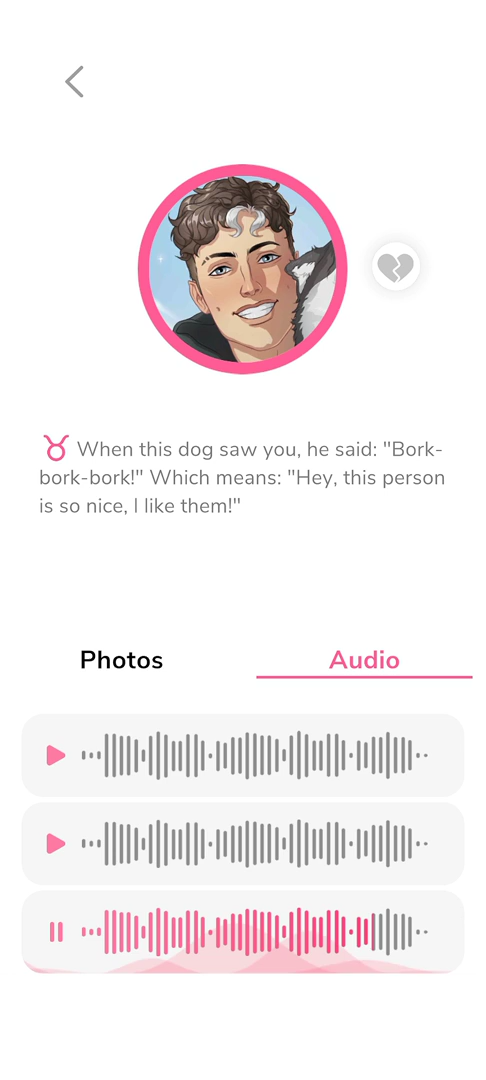 ♉ When this dog saw you, he said: "Bork-
bork-bork!" Which means: "Hey, this person
is so nice, I like them!"
Photos
Audio